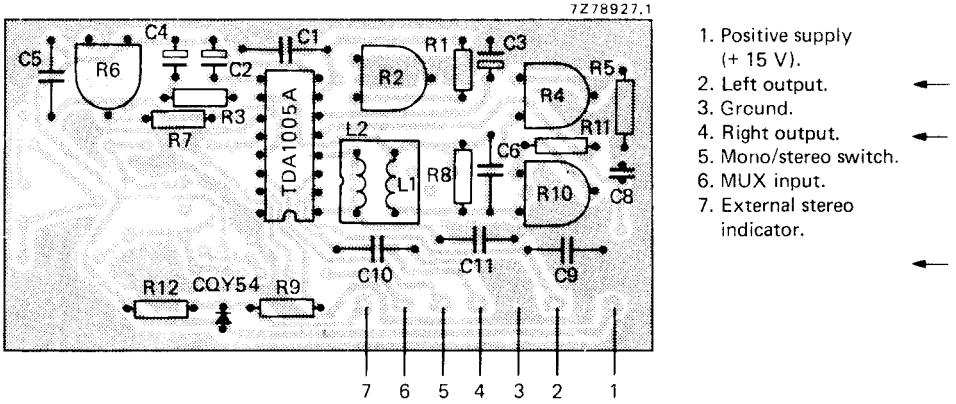 7Z78927.1
C5
C4
R6
C2
C1
R3
R7
TDA1005A
R2
R1
C3
R4
R5
R11
L2
L1
R8
C6
R10
C8
C10
C11
C9
R12
CQY54
R9
7 6 5 4 3 2 1
1. Positive supply
(+ 15 V).
2. Left output.
3. Ground.
4. Right output.
5. Mono/stereo switch.
6. MUX input.
7. External stereo
indicator.